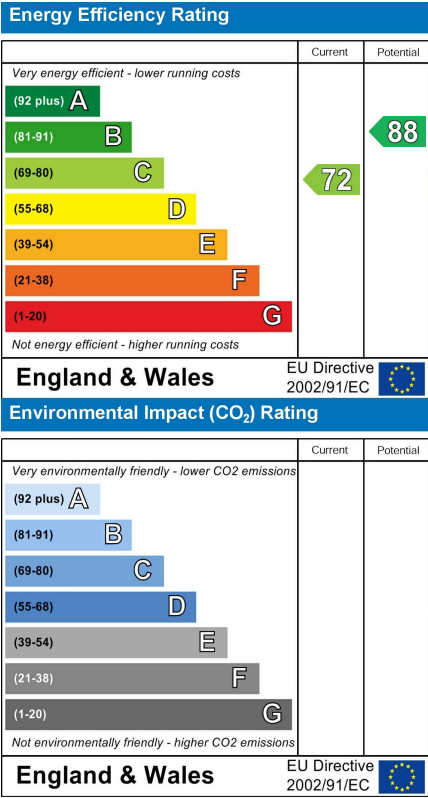 Energy Efficiency Rating
Current Potential
Very energy efficient - lower running costs
(92 plus) A
(81-91) B
88
(69-80) C
72
(55-68) D
(39-54) E
(21-38) F
(1-20) G
Not energy efficient - higher running costs
England & Wales
EU Directive
2002/91/EC
Environmental Impact (CO₂) Rating
Current Potential
Very environmentally friendly - lower CO2 emissions
(92 plus) A
(81-91) B
(69-80) C
(55-68) D
(39-54) E
(21-38) F
(1-20) G
Not environmentally friendly - higher CO2 emissions
England & Wales
EU Directive
2002/91/EC